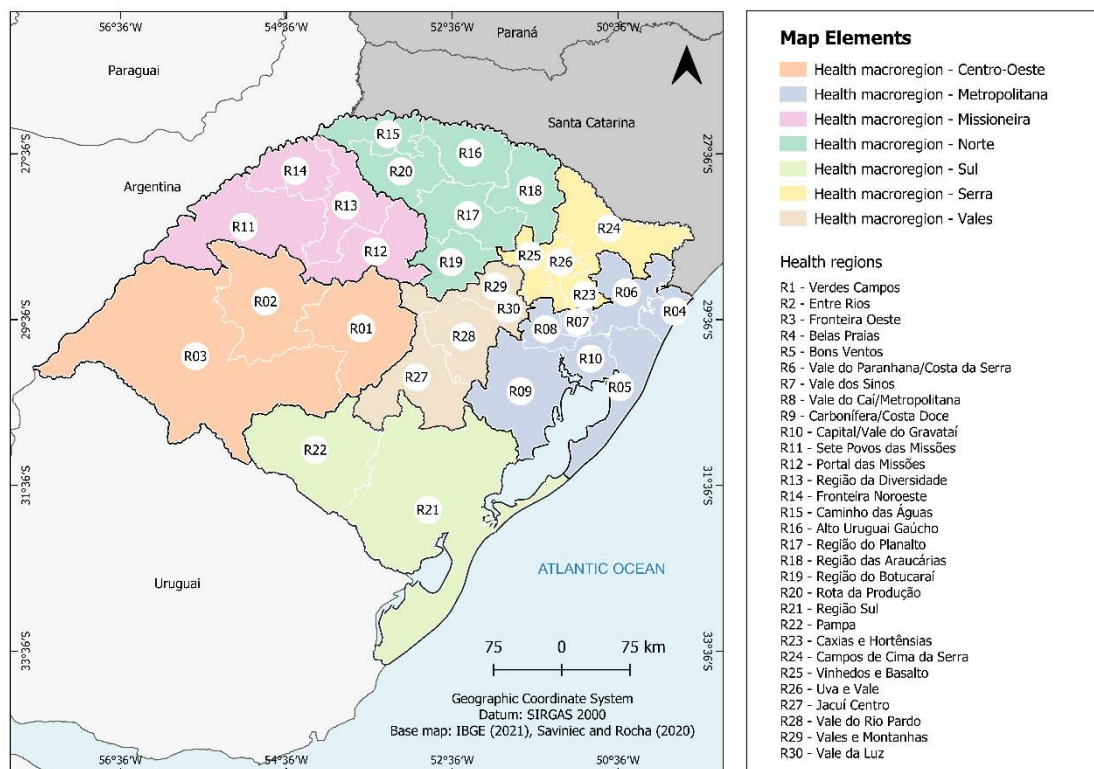 56°36'W 54°36'W 52°36'W 50°36'W
Paraná
Paraguai
Santa Catarina
27°36'S 27°36'S
R15
R16
R14 R20
Argentina
R18
R13 R17
R11 R24
R12 R25
R19 R26
R29 R23 R06
R02 R30 R04
29°36'S 29°36'S
R01 R28 R08 R07
R03 R10
R27 R09 R05
R22
31°36'S 31°36'S
R21
ATLANTIC OCEAN
Uruguai
75 0 75 km
33°36'S 33°36'S
Geographic Coordinate System
Datum: SIRGAS 2000
Base map: IBGE (2021), Saviniec and Rocha (2020)
56°36'W 54°36'W 52°36'W 50°36'W
Map Elements
Health macroregion - Centro-Oeste
Health macroregion - Metropolitana
Health macroregion - Missioneira
Health macroregion - Norte
Health macroregion - Sul
Health macroregion - Serra
Health macroregion - Vales
Health regions
R1 - Verdes Campos
R2 - Entre Rios
R3 - Fronteira Oeste
R4 - Belas Praias
R5 - Bons Ventos
R6 - Vale do Paranhana/Costa da Serra
R7 - Vale dos Sinos
R8 - Vale do Caí/Metropolitana
R9 - Carbonífera/Costa Doce
R10 - Capital/Vale do Gravataí
R11 - Sete Povos das Missões
R12 - Portal das Missões
R13 - Região da Diversidade
R14 - Fronteira Noroeste
R15 - Caminho das Águas
R16 - Alto Uruguai Gaúcho
R17 - Região do Planalto
R18 - Região das Araucárias
R19 - Região do Botucaraí
R20 - Rota da Produção
R21 - Região Sul
R22 - Pampa
R23 - Caxias e Hortênsias
R24 - Campos de Cima da Serra
R25 - Vinhedos e Basalto
R26 - Uva e Vale
R27 - Jacuí Centro
R28 - Vale do Rio Pardo
R29 - Vales e Montanhas
R30 - Vale da Luz